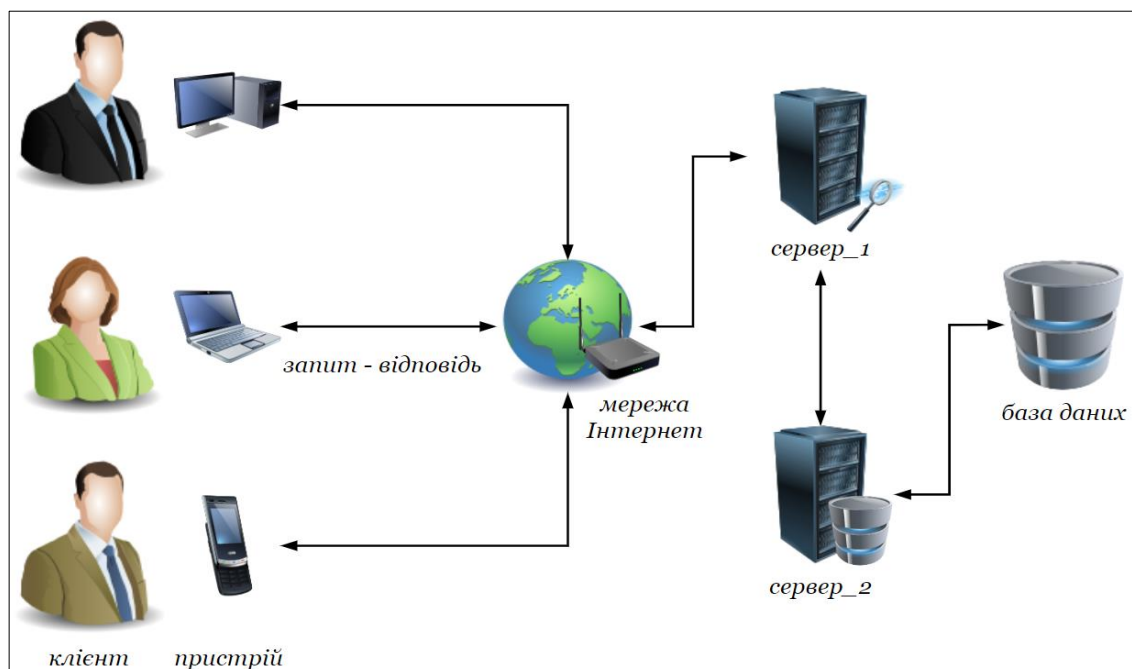 сервер_1
запит - відповідь
мережа
Інтернет
база даних
сервер_2
клієнт
пристрій